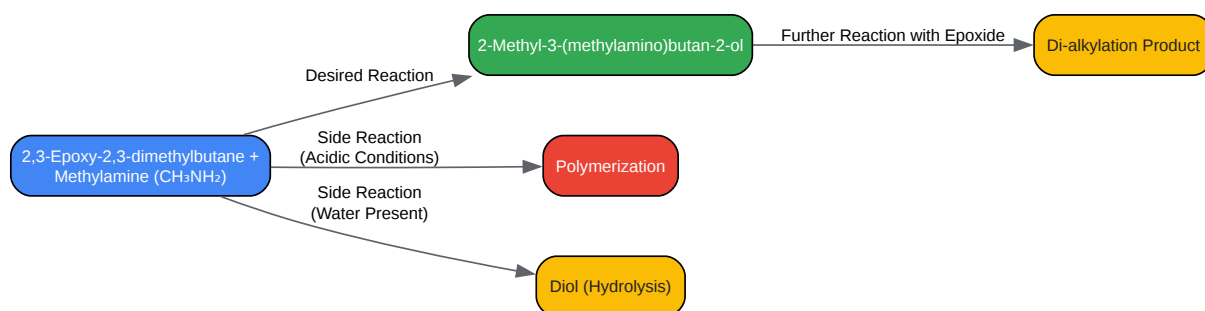 2-Methyl-3-(methylamino)butan-2-ol
Further Reaction with Epoxide
Di-alkylation Product
Desired Reaction
2,3-Epoxy-2,3-dimethylbutane +
Methylamine (CH₃NH₂)
Side Reaction
(Acidic Conditions)
Polymerization
Side Reaction
(Water Present)
Diol (Hydrolysis)